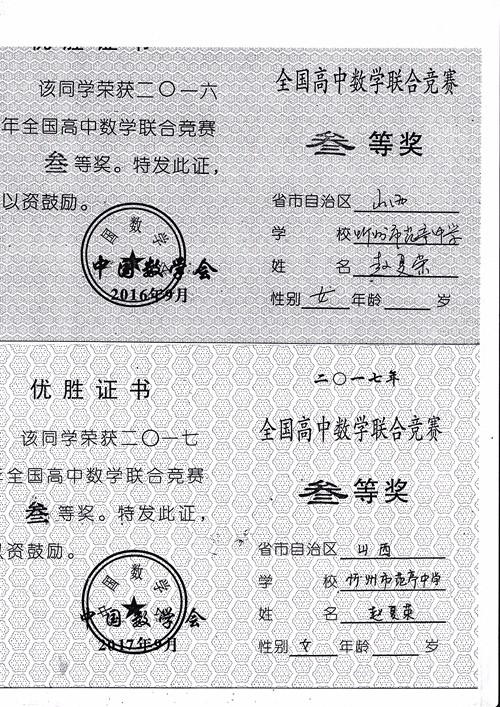 优胜证书
该同学荣获二〇一六
年全国高中数学联合竞赛
叁等奖。特发此证，
以资鼓励。
中国数学会
中国数学会
2016年9月
全国高中数学联合竞赛
叁等奖
省市自治区 山西
学 校 忻州市范亭中学
姓 名 赵夏荣
性别 女 年龄 岁
优胜证书
该同学荣获二〇一七
年全国高中数学联合竞赛
叁等奖。特发此证，
以资鼓励。
中国数学会
中国数学会
2017年9月
二〇一七年
全国高中数学联合竞赛
叁等奖
省市自治区 山西
学 校 忻州市范亭中学
姓 名 赵夏荣
性别 女 年龄 岁